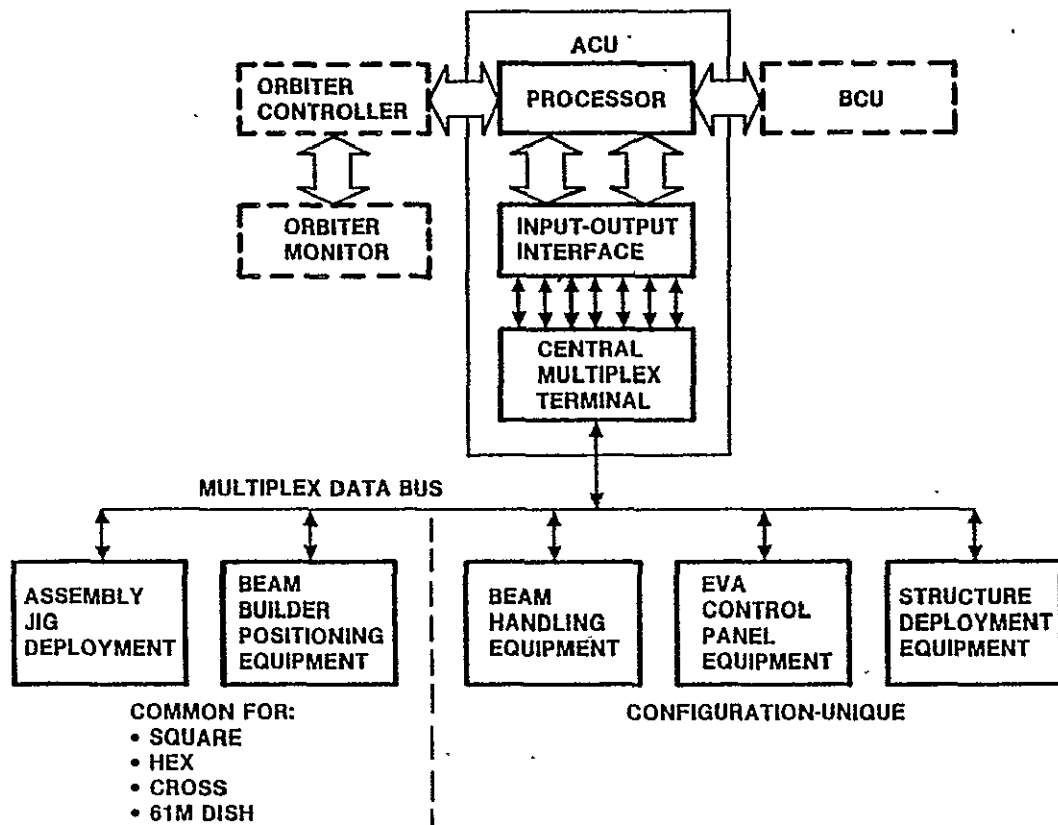 ACU
ORBITER
CONTROLLER
PROCESSOR
BCU
ORBITER
MONITOR
INPUT-OUTPUT
INTERFACE
CENTRAL
MULTIPLEX
TERMINAL
MULTIPLEX DATA BUS
ASSEMBLY
JIG
DEPLOYMENT
BEAM
BUILDER
POSITIONING
EQUIPMENT
BEAM
HANDLING
EQUIPMENT
EVA
CONTROL
PANEL
EQUIPMENT
STRUCTURE
DEPLOYMENT
EQUIPMENT
COMMON FOR:
• SQUARE
• HEX
• CROSS
• 61M DISH
CONFIGURATION-UNIQUE